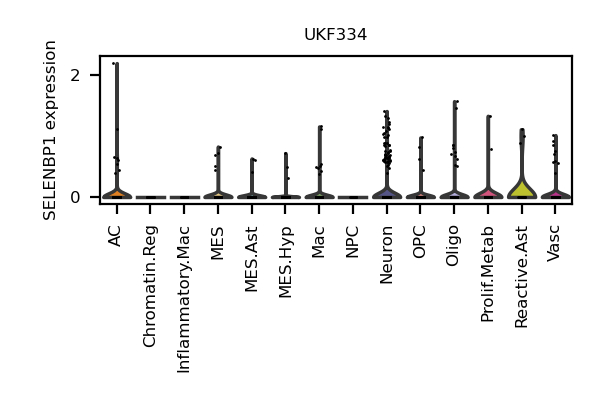 UKF334
SELENBP1 expression
2
0
AC
Chromatin.Reg
Inflammatory.Mac
MES
MES.Ast
MES.Hyp
Mac
NPC
Neuron
OPC
Oligo
Prolif.Metab
Reactive.Ast
Vasc